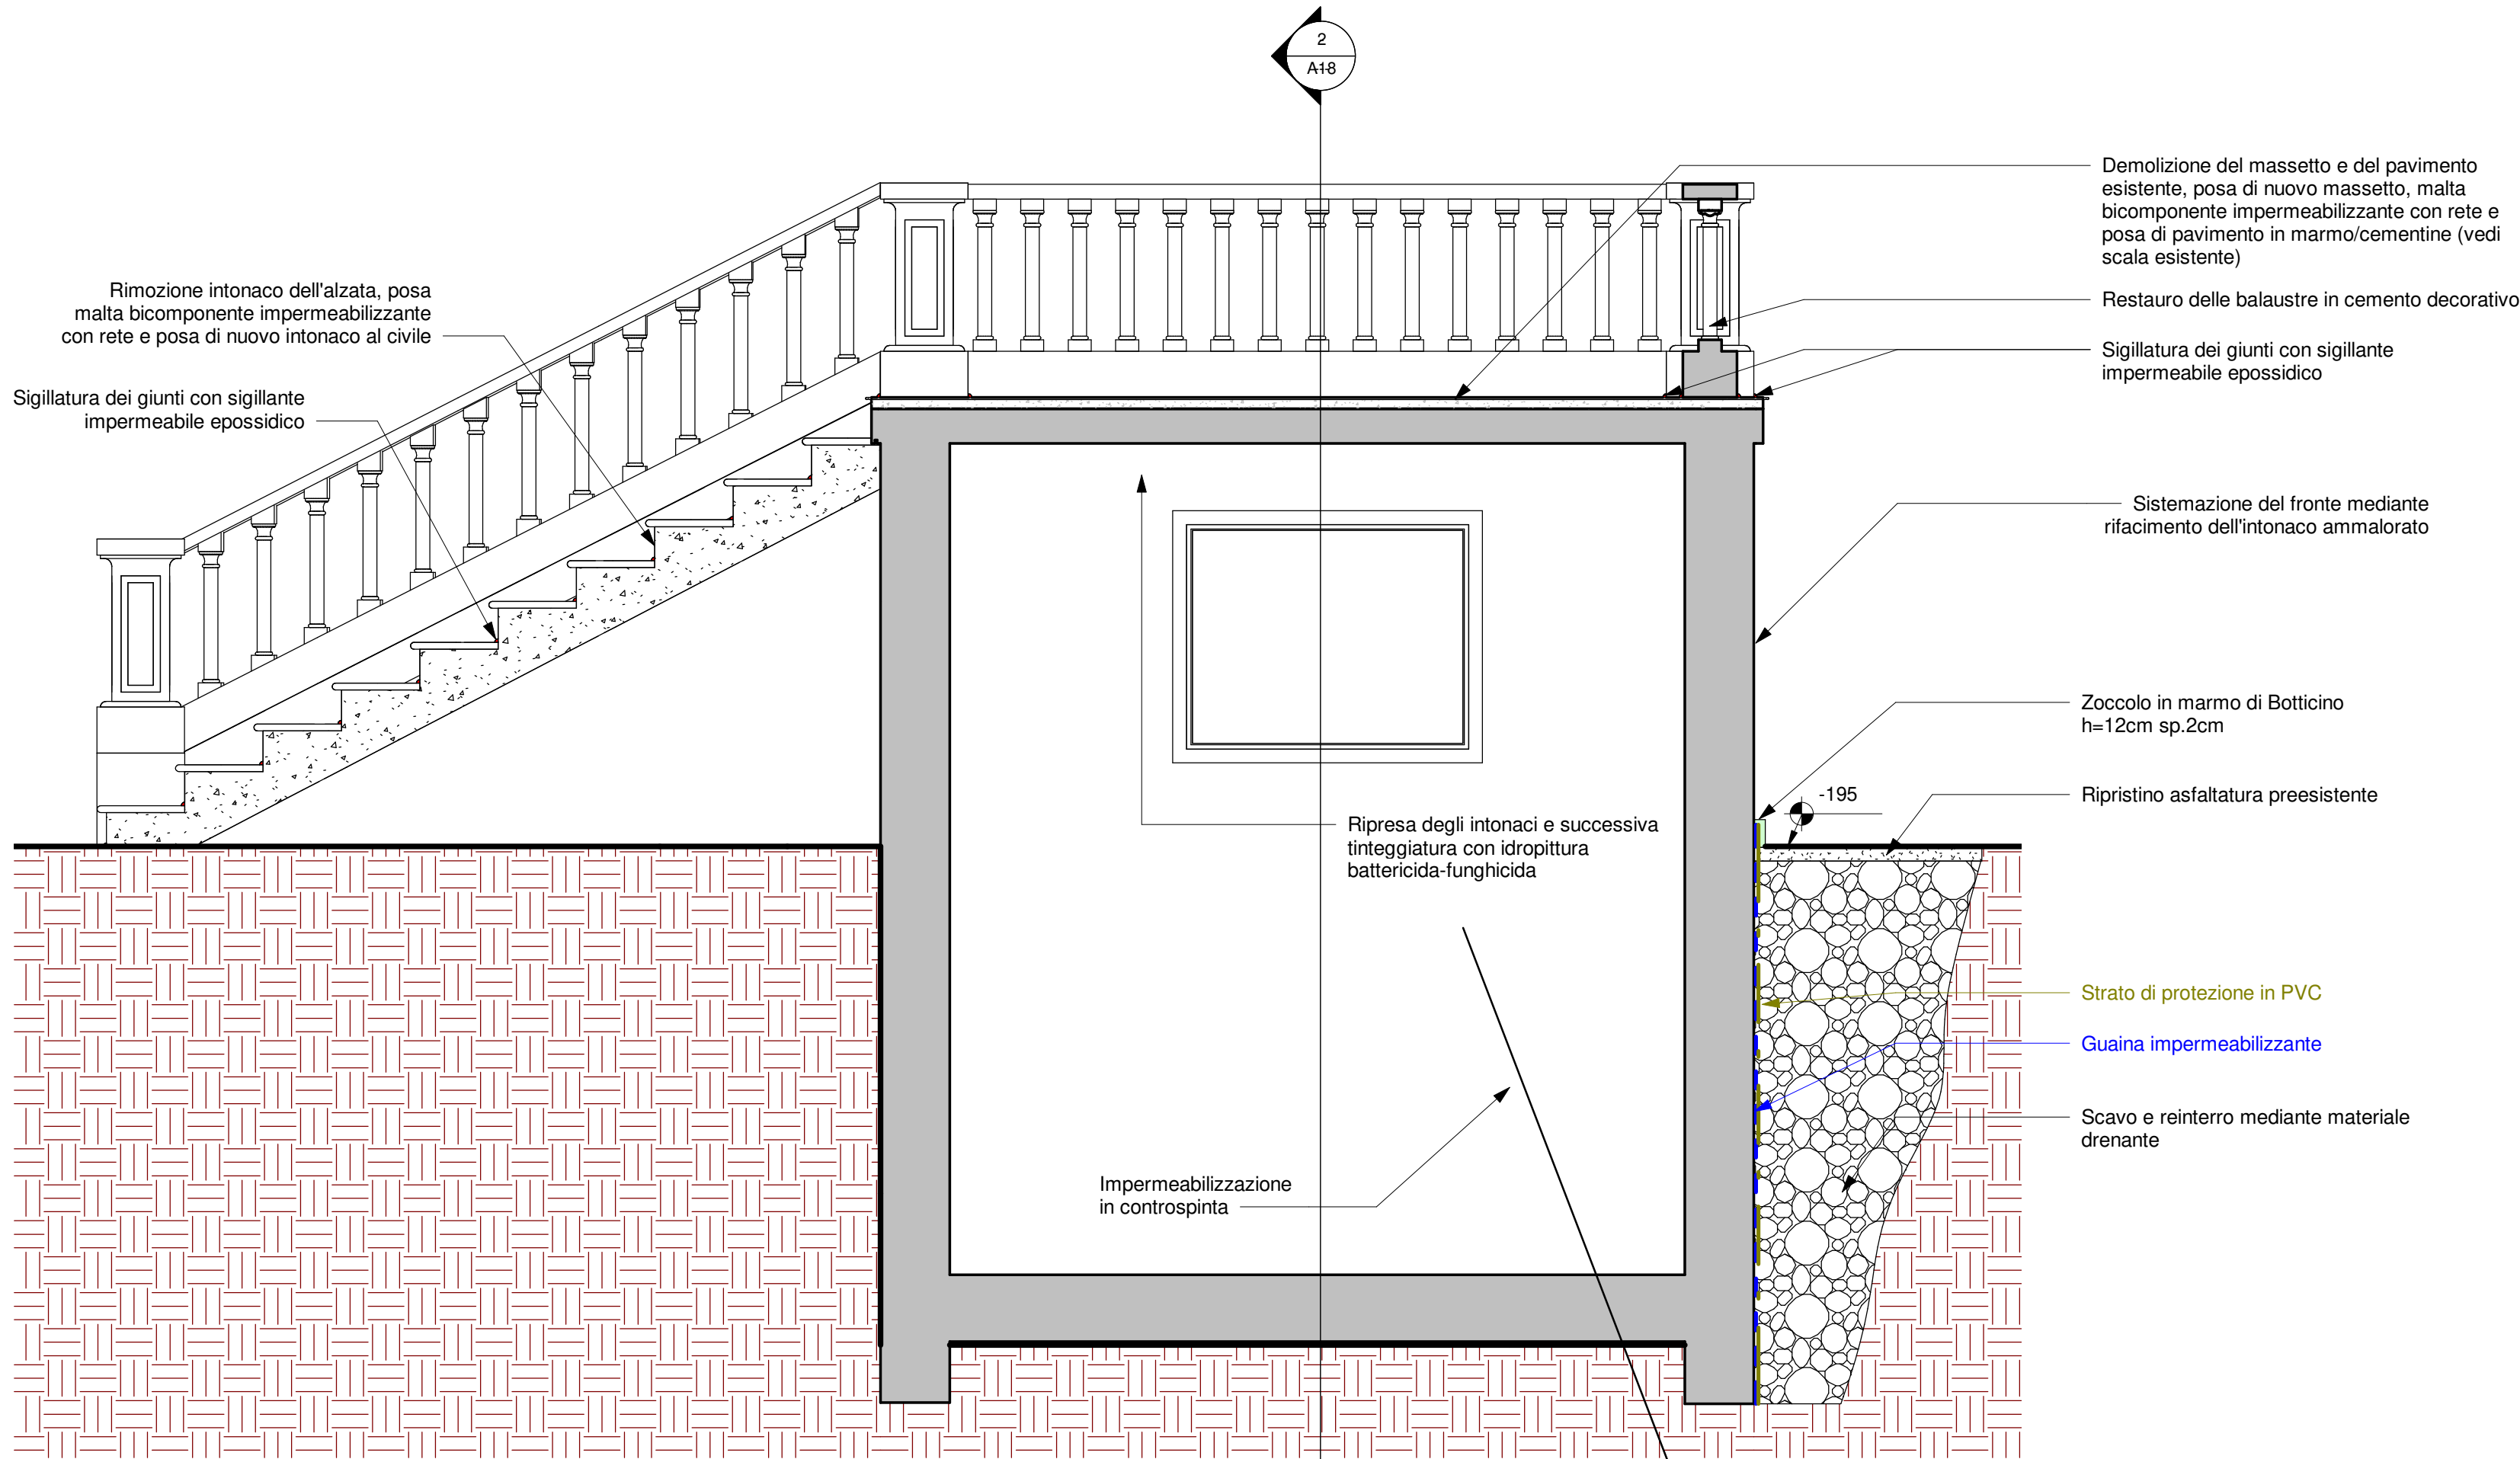 2
A18
Demolizione del massetto e del pavimento
esistente, posa di nuovo massetto, malta
bicomponente impermeabilizzante con rete e
posa di pavimento in marmo/cementine (vedi
scala esistente)
Rimozione intonaco dell'alzata, posa
malta bicomponente impermeabilizzante
con rete e posa di nuovo intonaco al civile
Restauro delle balaustre in cemento decorativo
Sigillatura dei giunti con sigillante
impermeabile epossidico
Sigillatura dei giunti con sigillante
impermeabile epossidico
Sistemazione del fronte mediante
rifacimento dell'intonaco ammalorato
Zoccolo in marmo di Botticino
h=12cm sp.2cm
-195
Ripristino asfaltatura preesistente
Ripresa degli intonaci e successiva
tinteggiatura con idropittura
battericida-funghicida
Strato di protezione in PVC
Guaina impermeabilizzante
Scavo e reinterro mediante materiale
drenante
Impermeabilizzazione
in controspinta